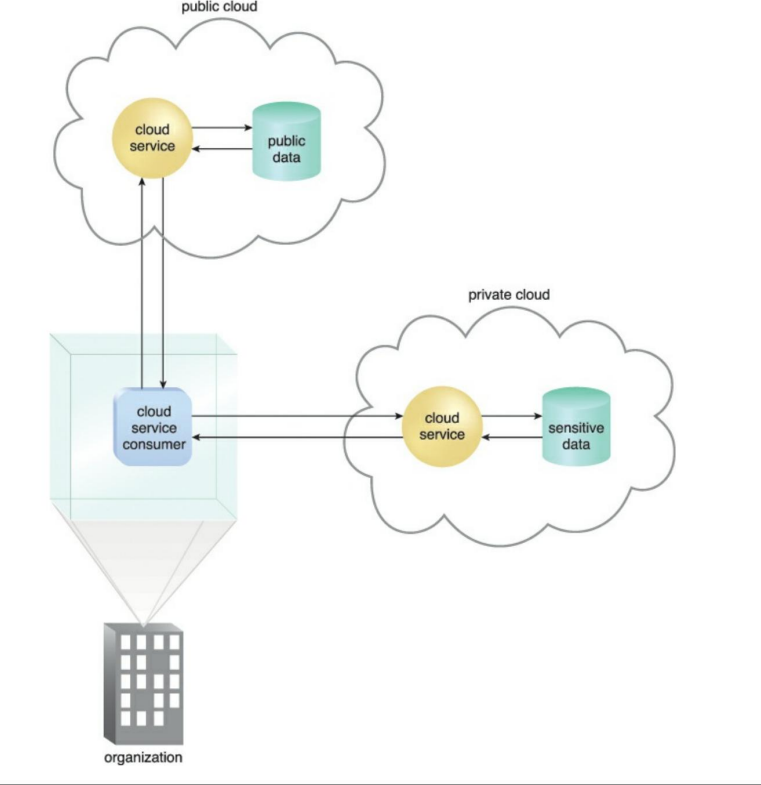 public cloud
cloud
service
public
data
private cloud
cloud
service
consumer
cloud
service
sensitive
data
organization